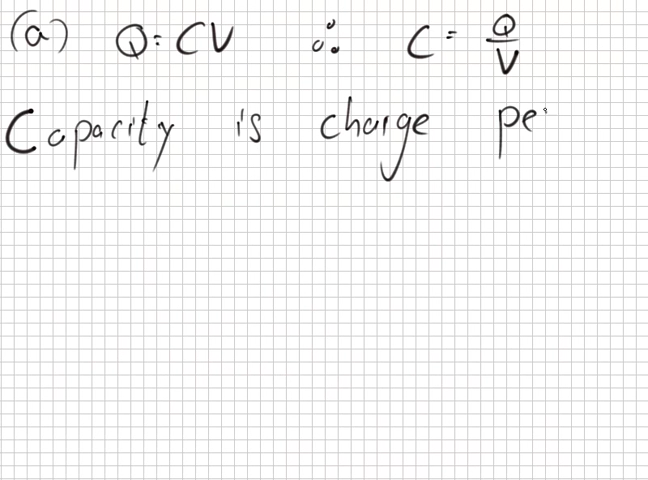 (a) Q = CV ∴ C = Q/V
Capacity is charge pe